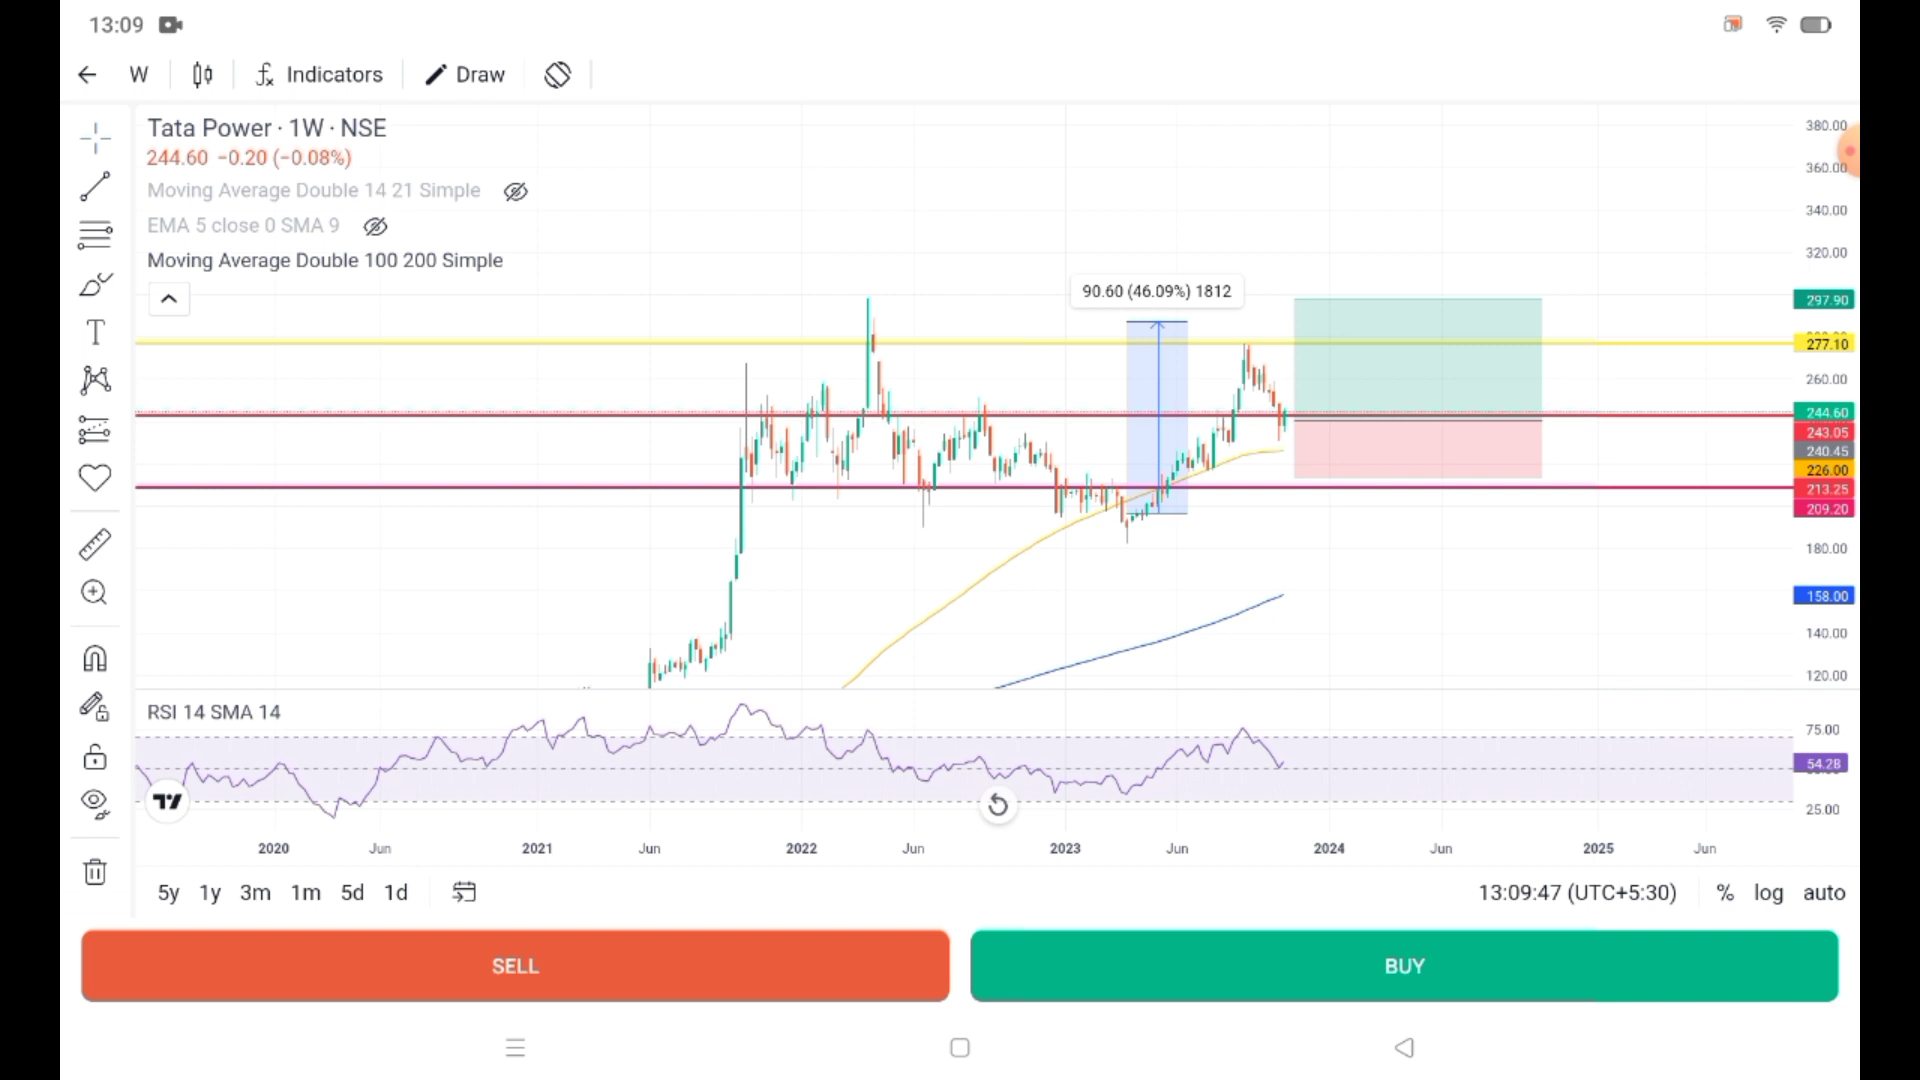 13:09
W
Indicators
Draw
Tata Power · 1W · NSE
244.60 −0.20 (−0.08%)
Moving Average Double 14 21 Simple
EMA 5 close 0 SMA 9
Moving Average Double 100 200 Simple
90.60 (46.09%) 1812
380.00
360.00
340.00
320.00
297.90
277.10
260.00
244.60
243.05
240.45
226.00
213.25
209.20
180.00
158.00
140.00
120.00
RSI 14 SMA 14
75.00
54.28
25.00
2020 Jun 2021 Jun 2022 Jun 2023 Jun 2024 Jun 2025 Jun
5y 1y 3m 1m 5d 1d 13:09:47 (UTC+5:30) % log auto
SELL BUY